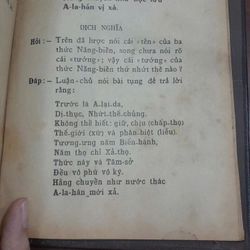 A-la-hán vị xả.
DỊCH NGHĨA
Hỏi: - Trên đã lược nói cái «tên» của ba
thức Năng-biến, song chưa nói rõ
cái «tướng» ; vậy cái «tướng» của
thức Năng-biến thứ nhứt thế nào ?
Đáp: - Luận-chủ nói bài tụng để trả lời
rằng:
Trước là A.lại.da,
Dị.thục, Nhứt.thế.chủng.
Không thể biết: giữ, chịu (chấp.thọ)
Thế.giới (xứ) và phân-biệt (liễu)
Tương.ưng năm Biến-hành,
Năm thọ chỉ Xả.thọ.
Thức này và Tâm-sở
Đều vô phú vô ký.
Hằng chuyển như nước thác
A-la-hán mới xả.